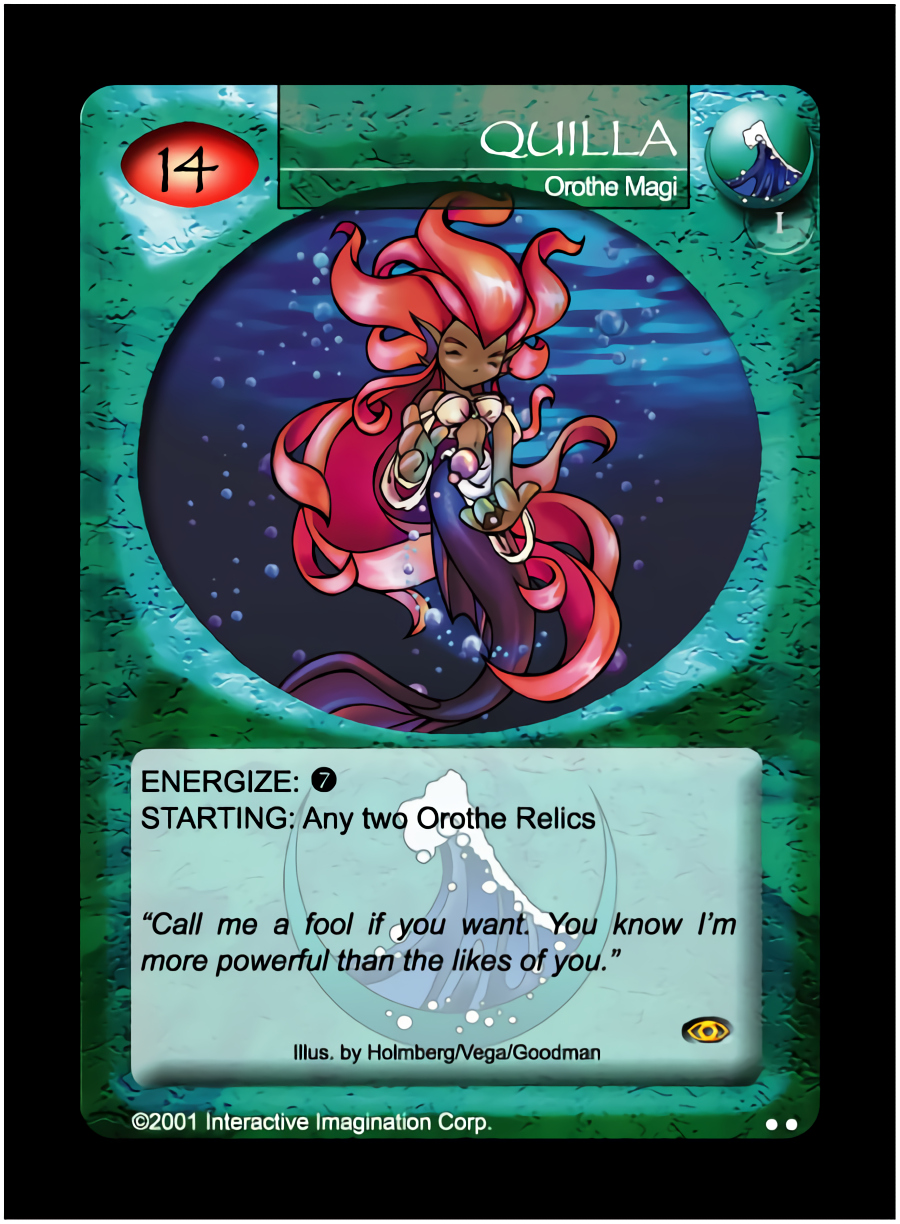 14
QUILLA
Orothe Magi
I
ENERGIZE: 7
STARTING: Any two Orothe Relics
“Call me a fool if you want. You know I’m
more powerful than the likes of you.”
Illus. by Holmberg/Vega/Goodman
©2001 Interactive Imagination Corp.